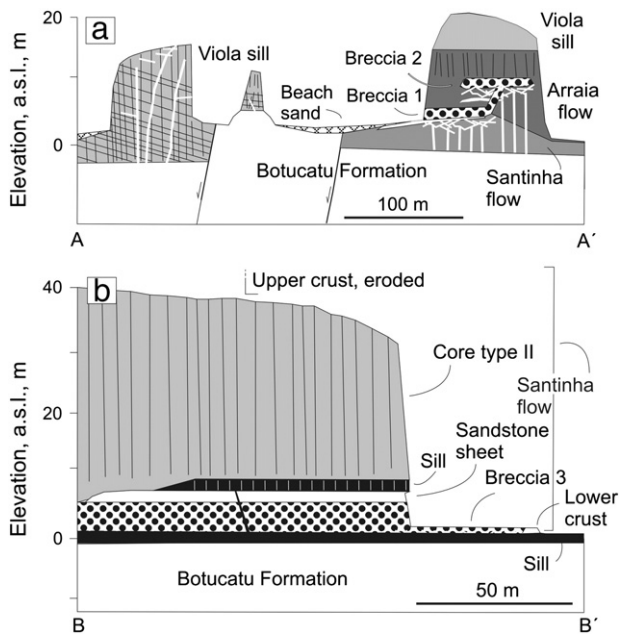 a
Elevation, a.s.l., m
20
10
0
Viola sill
Beach
sand
Breccia 2
Breccia 1
Viola
sill
Arraia
flow
Santinha
flow
Botucatu Formation
100 m
A
A´
b
Elevation, a.s.l., m
40
20
0
Upper crust, eroded
Core type II
Santinha
flow
Sandstone
sheet
Sill
Breccia 3
Lower
crust
Sill
Botucatu Formation
50 m
B
B´